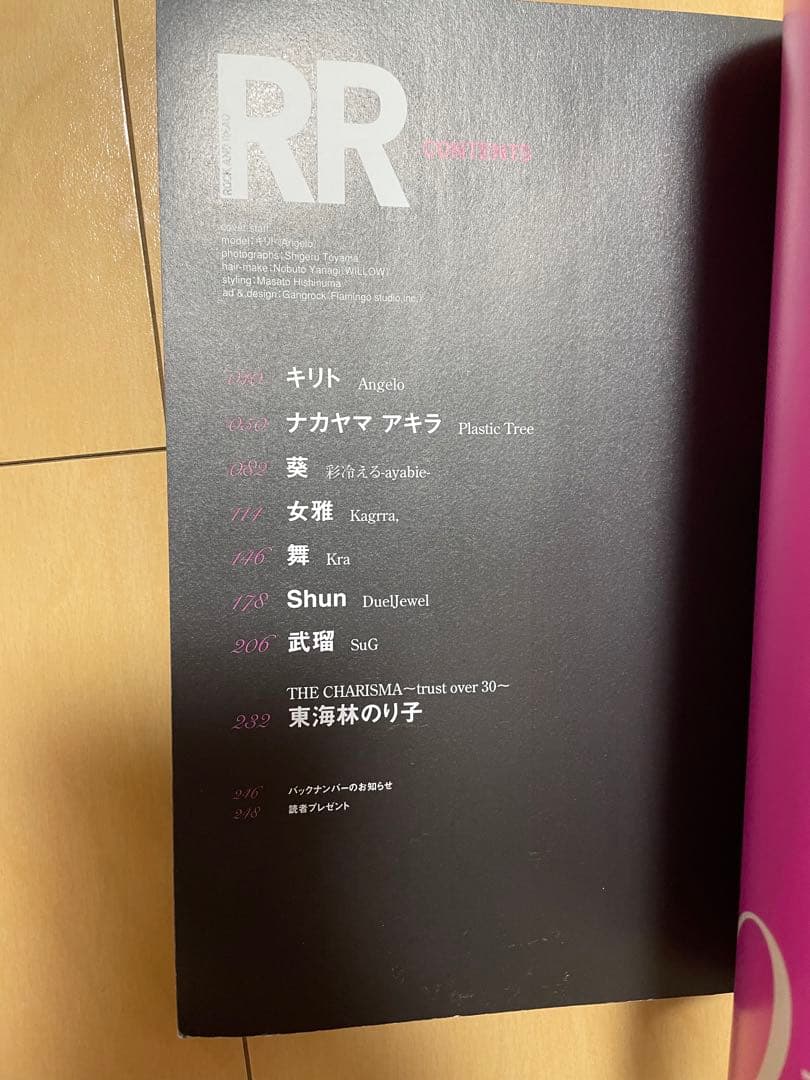 RR
ROCK AND READ
CONTENTS
cover staff
model：キリト（Angelo）
photographs：Shigeru Toyama
hair-make：Nobuto Yanagi（WILLOW）
styling：Masato Hishinuma
ad & design：Gangrock（Flamingo studio,inc.）
キリト Angelo
050 ナカヤマ アキラ Plastic Tree
082 葵 彩冷える-ayabie-
114 女雅 Kagrra,
146 舞 Kra
178 Shun DuelJewel
206 武瑠 SuG
THE CHARISMA〜trust over 30〜
232 東海林のり子
246 バックナンバーのお知らせ
248 読者プレゼント